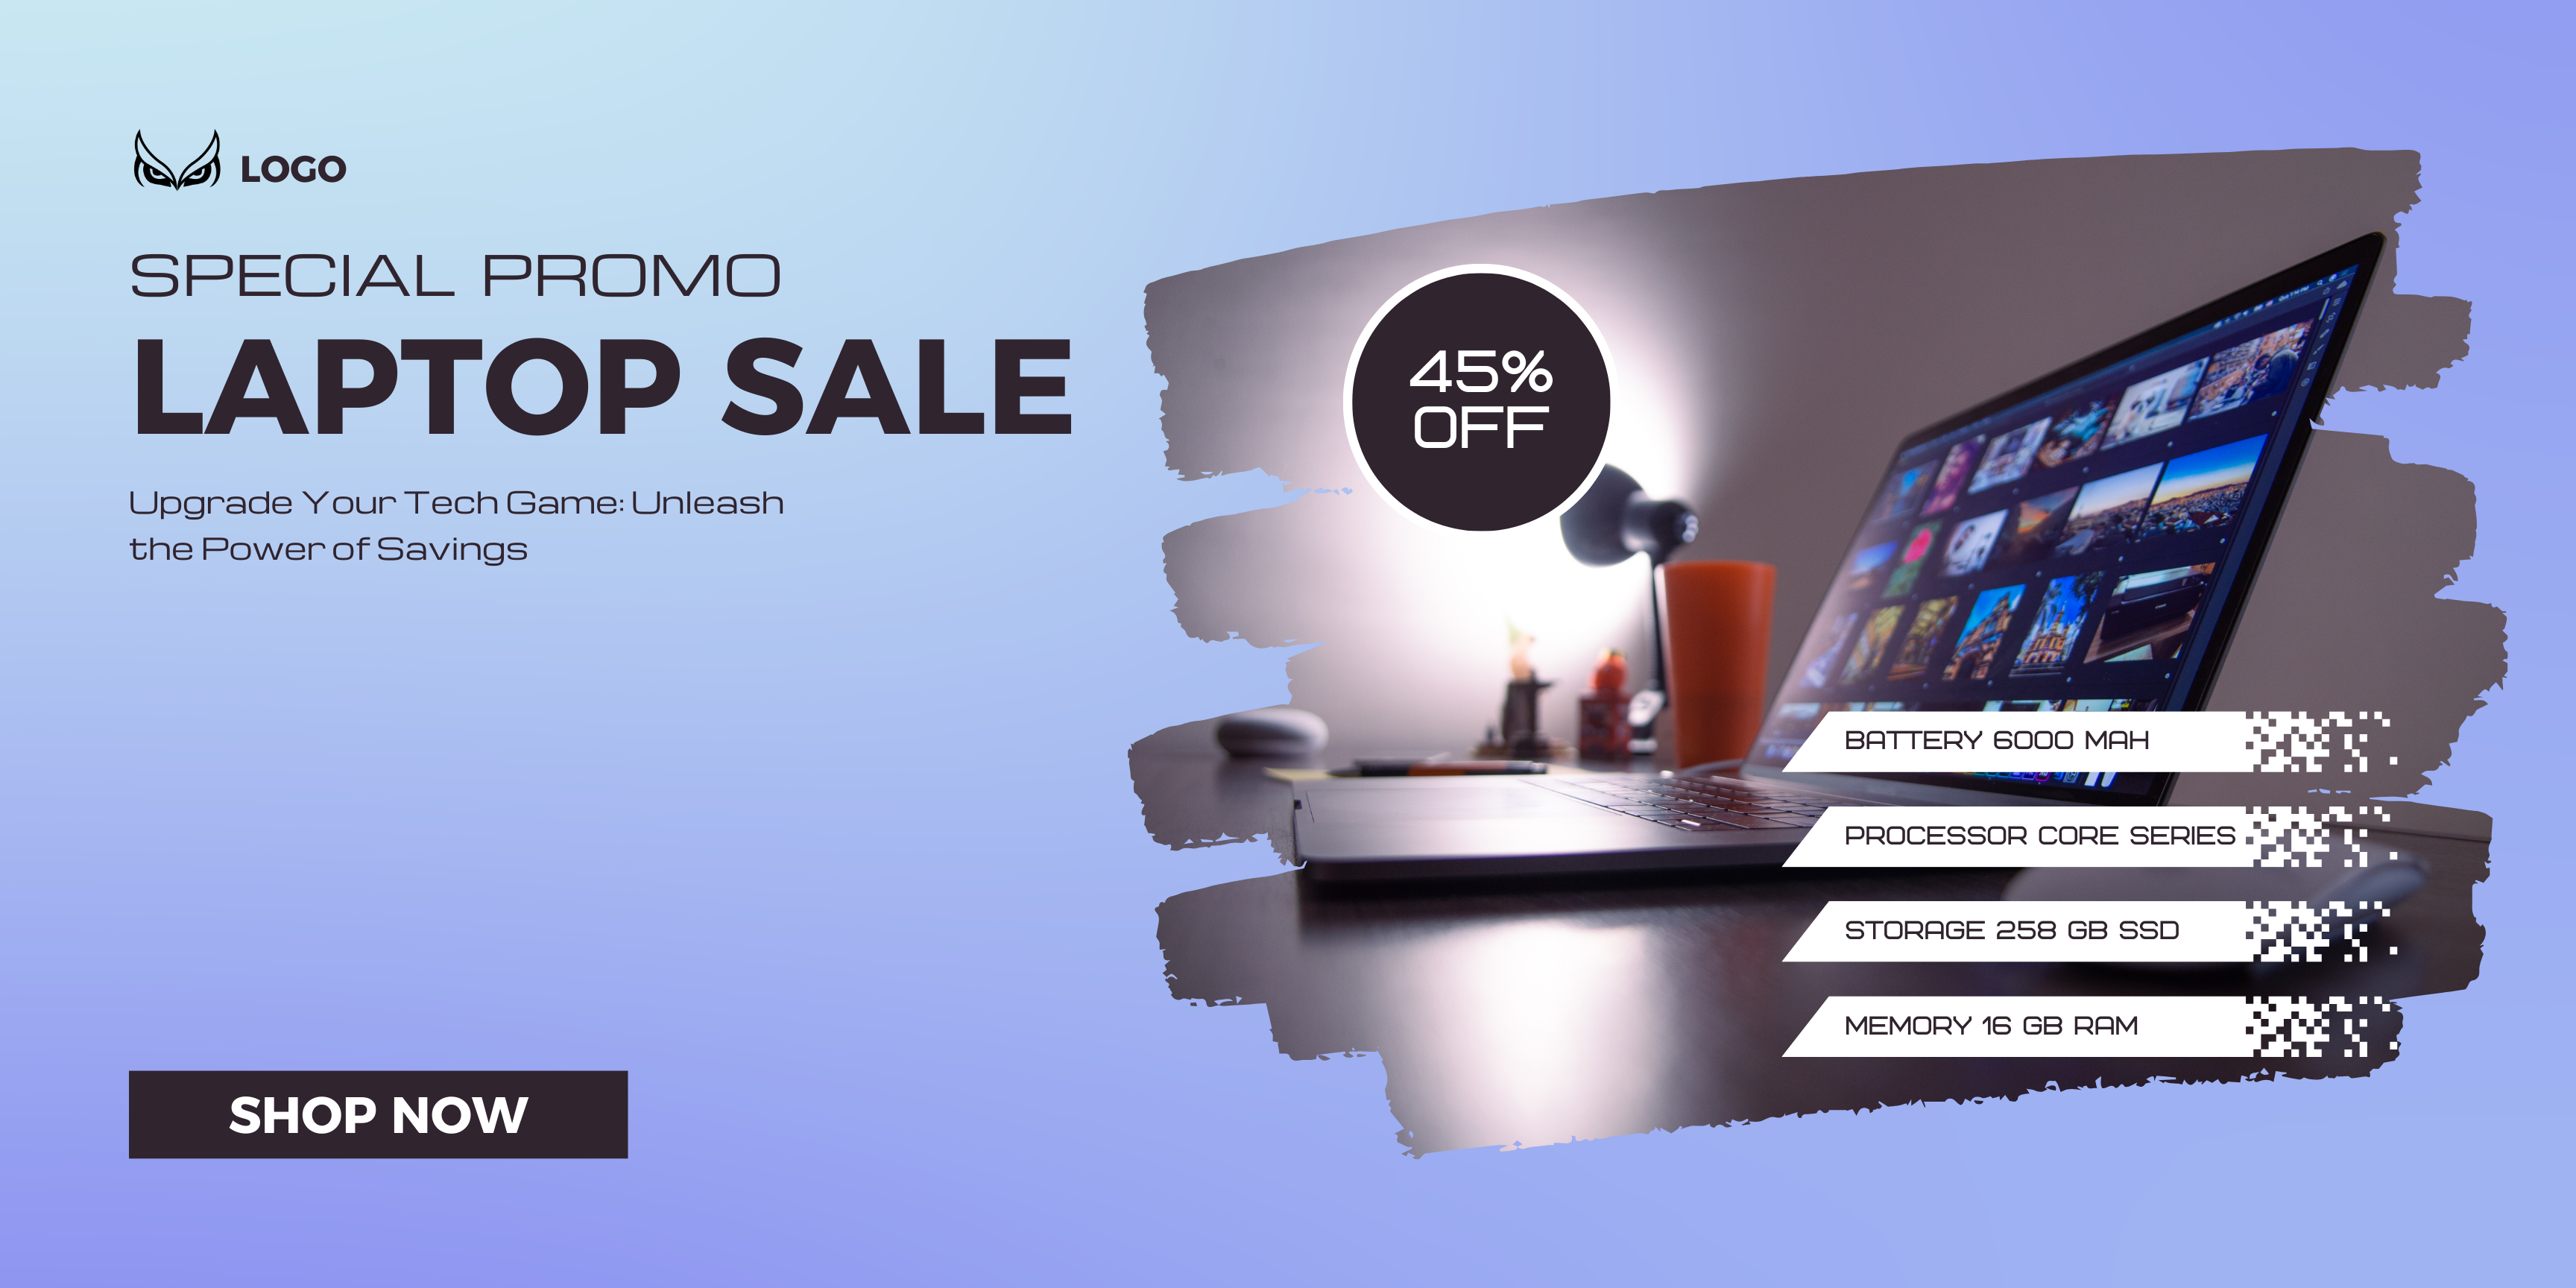 LOGO
SPECIAL PROMO
LAPTOP SALE
Upgrade Your Tech Game: Unleash
the Power of Savings
SHOP NOW
45%
OFF
BATTERY 6000 MAH
PROCESSOR CORE SERIES
STORAGE 258 GB SSD
MEMORY 16 GB RAM